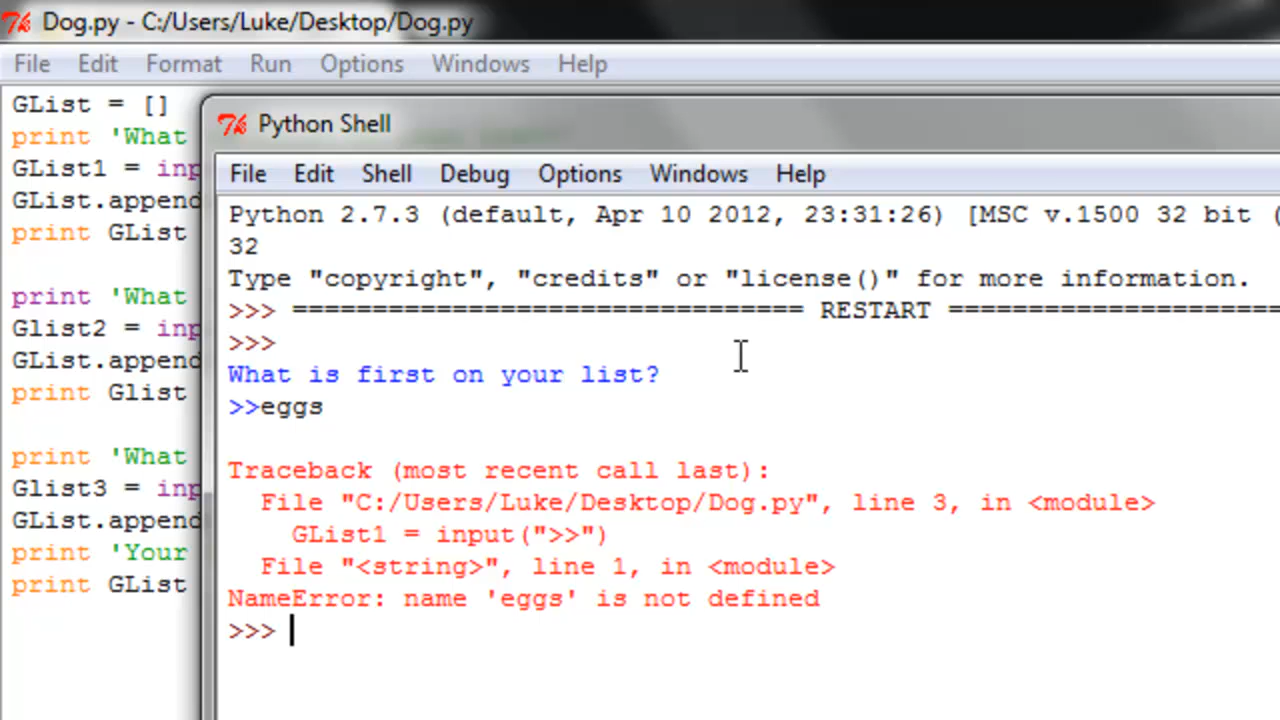 Dog.py - C:/Users/Luke/Desktop/Dog.py
File Edit Format Run Options Windows Help
GList = []
print 'What
GList1 = inp
GList.append
print GList
print 'What
Glist2 = inp
GList.append
print Glist
print 'What
Glist3 = inp
GList.append
print 'Your
print GList
Python Shell
File Edit Shell Debug Options Windows Help
Python 2.7.3 (default, Apr 10 2012, 23:31:26) [MSC v.1500 32 bit (
32
Type "copyright", "credits" or "license()" for more information.
>>> ================================ RESTART =====================
>>>
What is first on your list?
>>eggs
Traceback (most recent call last):
File "C:/Users/Luke/Desktop/Dog.py", line 3, in <module>
GList1 = input(">>")
File "<string>", line 1, in <module>
NameError: name 'eggs' is not defined
>>>